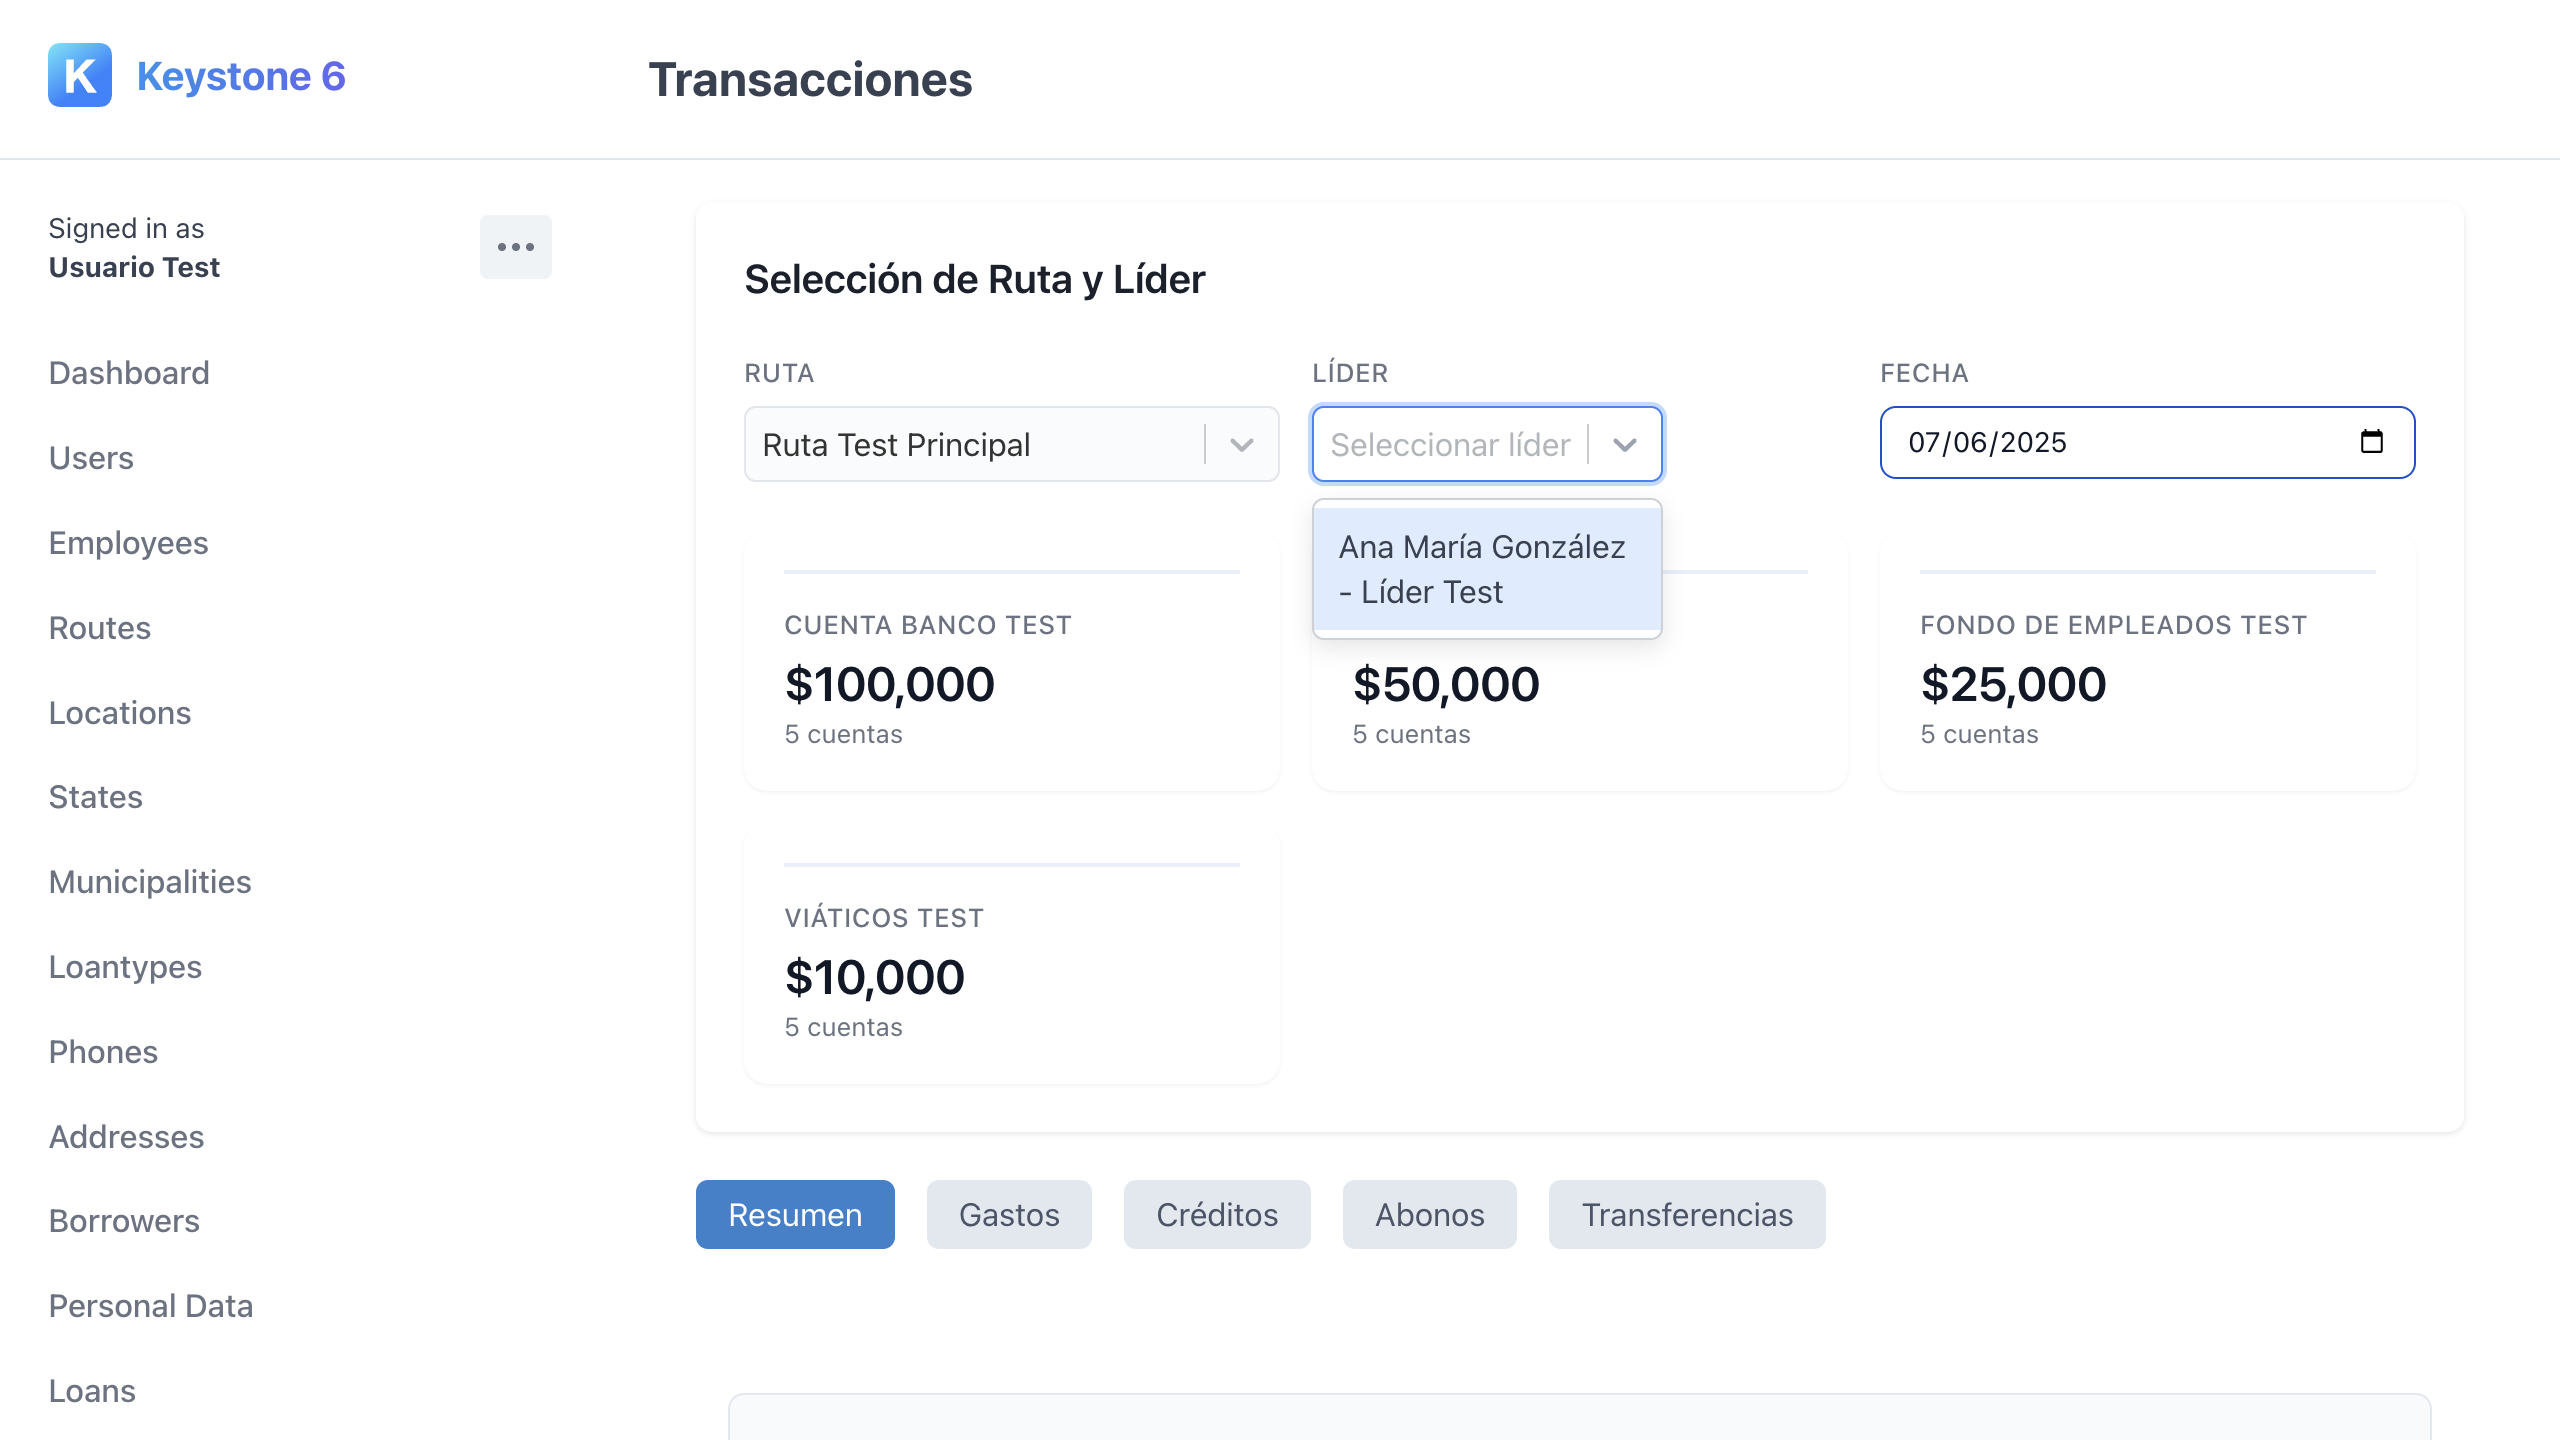 K
Keystone 6
Transacciones
Signed in as
Usuario Test
Dashboard
Users
Employees
Routes
Locations
States
Municipalities
Loantypes
Phones
Addresses
Borrowers
Personal Data
Loans
Selección de Ruta y Líder
RUTA
Ruta Test Principal
LÍDER
Seleccionar líder
Ana María González
- Líder Test
FECHA
07/06/2025
CUENTA BANCO TEST
$100,000
5 cuentas
$50,000
5 cuentas
FONDO DE EMPLEADOS TEST
$25,000
5 cuentas
VIÁTICOS TEST
$10,000
5 cuentas
Resumen
Gastos
Créditos
Abonos
Transferencias